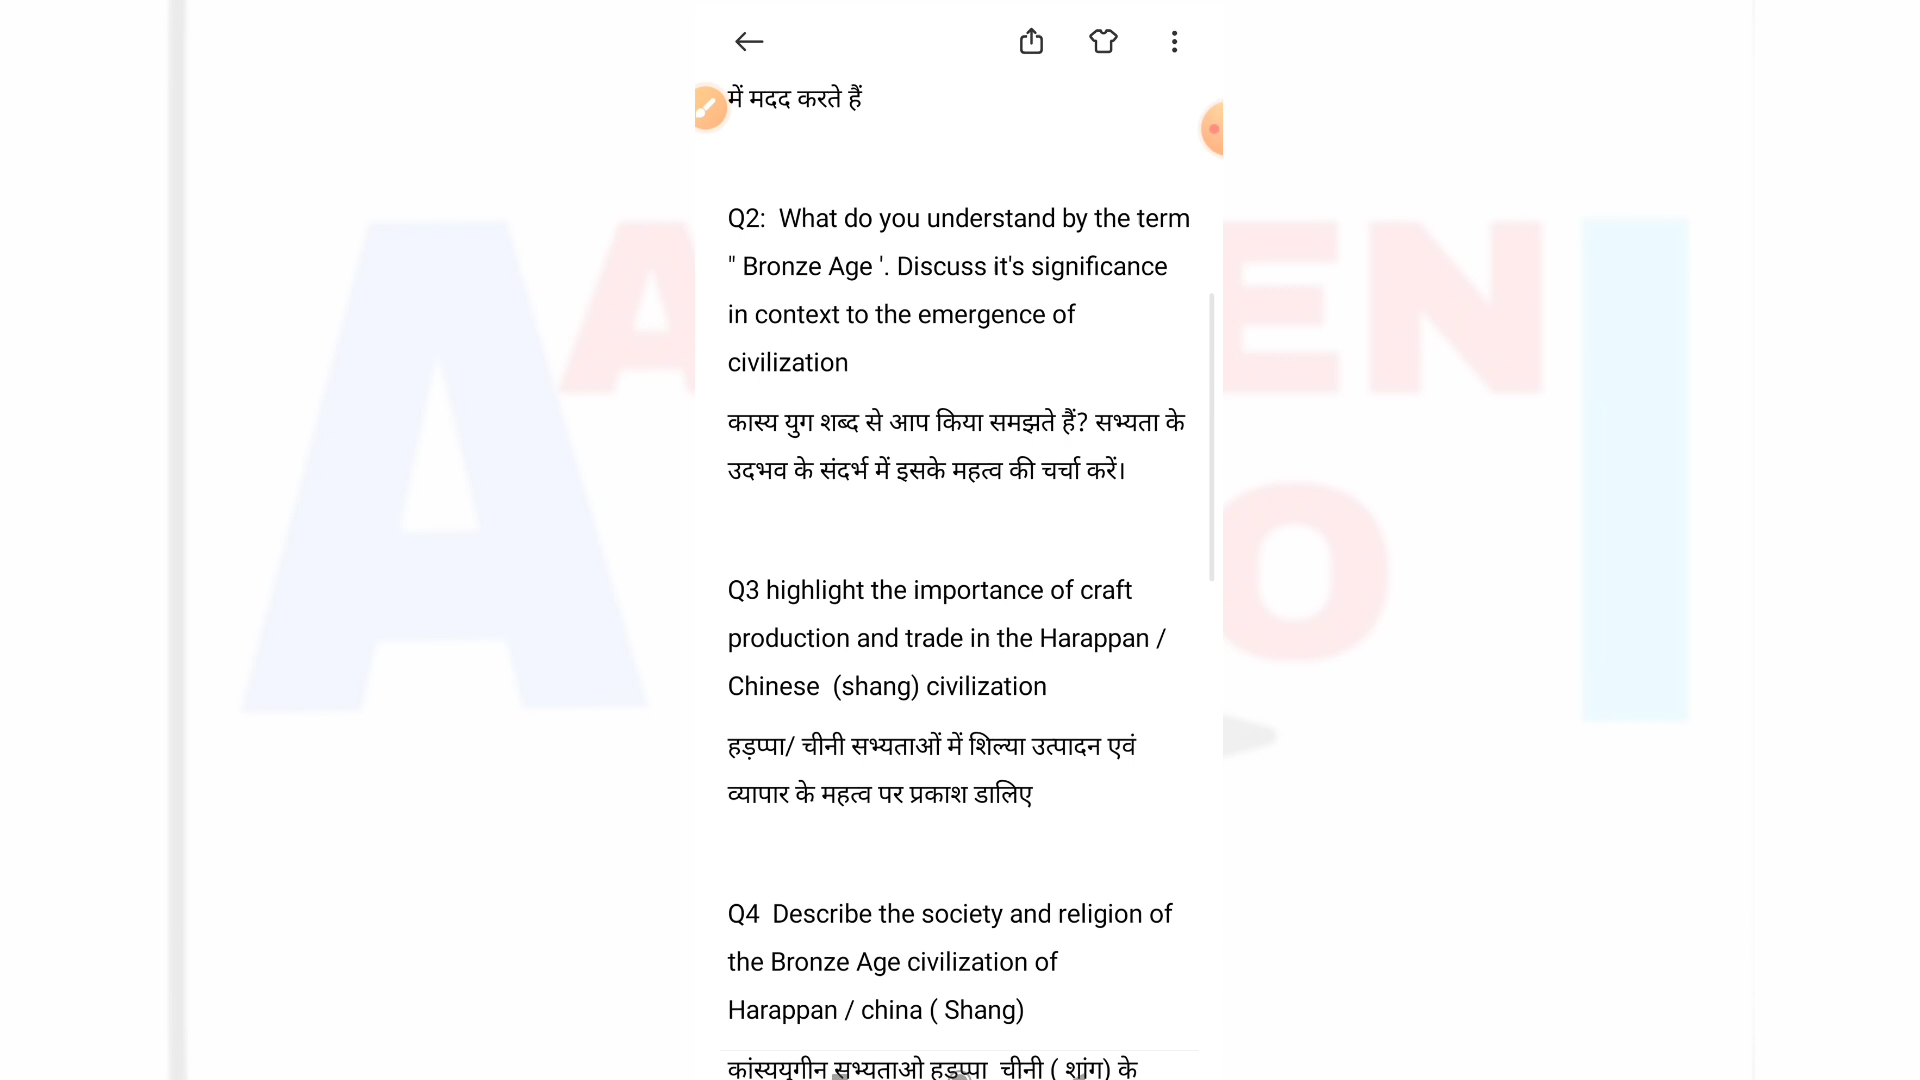 में मदद करते हैं
Q2:  What do you understand by the term
" Bronze Age '. Discuss it's significance
in context to the emergence of
civilization
कास्य युग शब्द से आप किया समझते हैं? सभ्यता के
उदभव के संदर्भ में इसके महत्व की चर्चा करें।
Q3 highlight the importance of craft
production and trade in the Harappan /
Chinese  (shang) civilization
हड़प्पा/ चीनी सभ्यताओं में शिल्या उत्पादन एवं
व्यापार के महत्व पर प्रकाश डालिए
Q4  Describe the society and religion of
the Bronze Age civilization of
Harappan / china ( Shang)
कांस्ययुगीन सभ्यताओ हड़प्पा  चीनी ( शांग) के